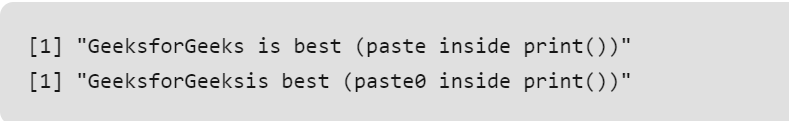 [1] "GeeksforGeeks is best (paste inside print())"
[1] "GeeksforGeeksis best (paste0 inside print())"